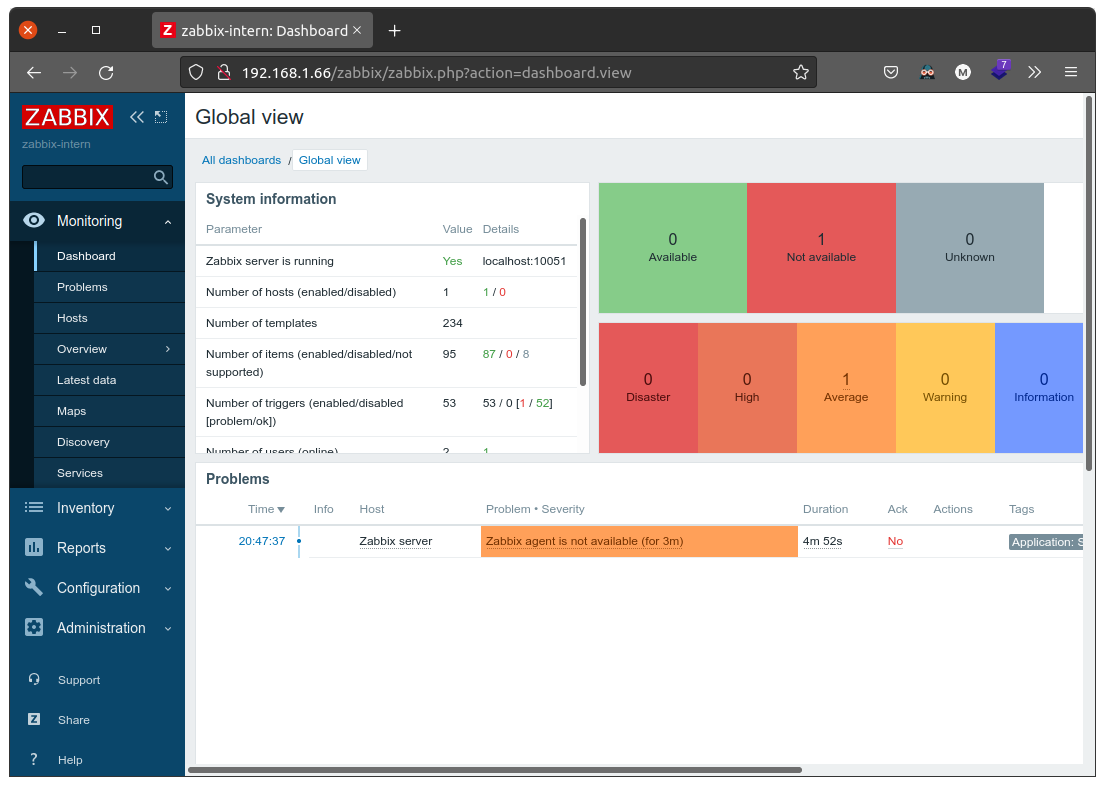 zabbix-intern: Dashboard
192.168.1.66/zabbix/zabbix.php?action=dashboard.view
M
7
ZABBIX
zabbix-intern
Monitoring
Dashboard
Problems
Hosts
Overview
Latest data
Maps
Discovery
Services
Inventory
Reports
Configuration
Administration
Support
Share
Help
Global view
All dashboards / Global view
System information
Parameter Value Details
Zabbix server is running Yes localhost:10051
Number of hosts (enabled/disabled) 1 1 / 0
Number of templates 234
Number of items (enabled/disabled/not supported) 95 87 / 0 / 8
Number of triggers (enabled/disabled [problem/ok]) 53 53 / 0 [1 / 52]
Number of users (online) 2 1
0 Available
1 Not available
0 Unknown
0 Disaster
0 High
1 Average
0 Warning
0 Information
Problems
Time Info Host Problem • Severity Duration Ack Actions Tags
20:47:37 Zabbix server Zabbix agent is not available (for 3m) 4m 52s No Application: S